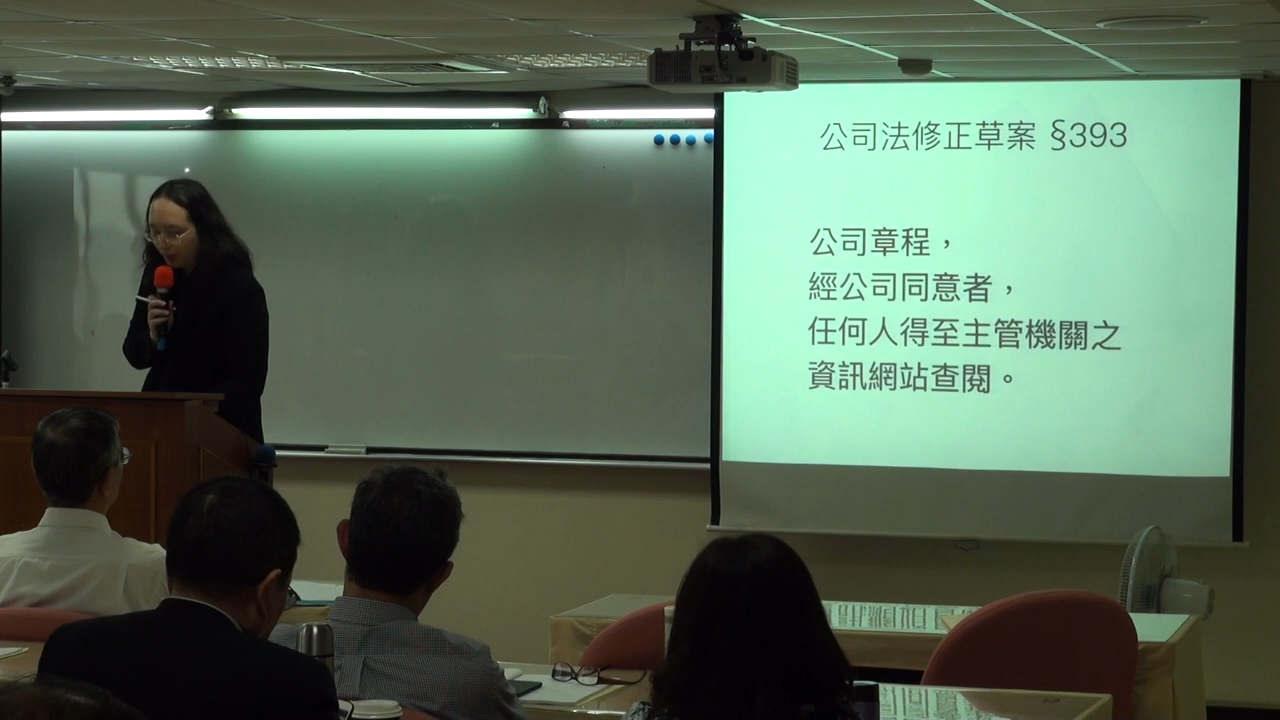 公司法修正草案 §393
公司章程，
經公司同意者，
任何人得至主管機關之
資訊網站查閱。